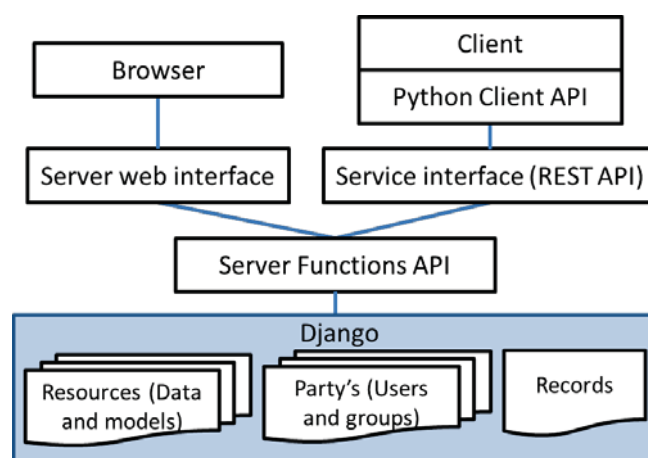 Browser
Client
Python Client API
Server web interface
Service interface (REST API)
Server Functions API
Django
Resources (Data
and models)
Party's (Users
and groups)
Records